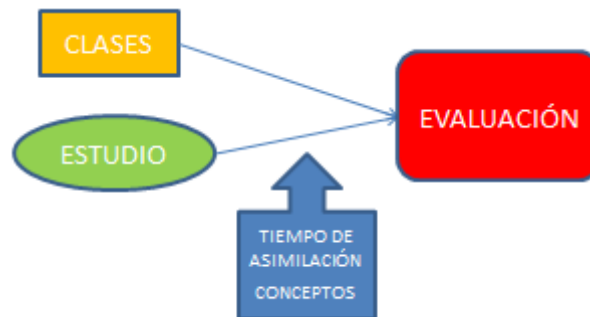 CLASES
EVALUACIÓN
ESTUDIO
TIEMPO DE
ASIMILACIÓN
CONCEPTOS